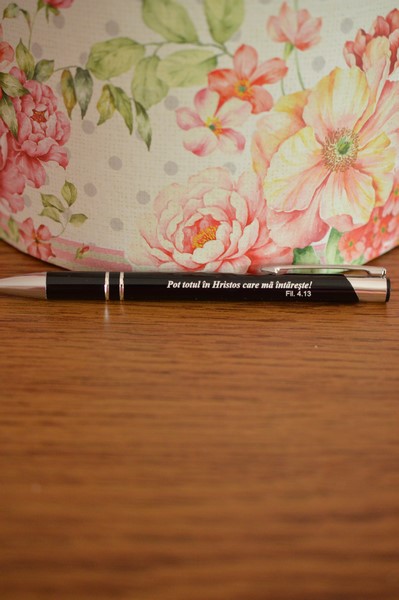 Pot totul în Hristos care mă întărește!
Fil. 4.13